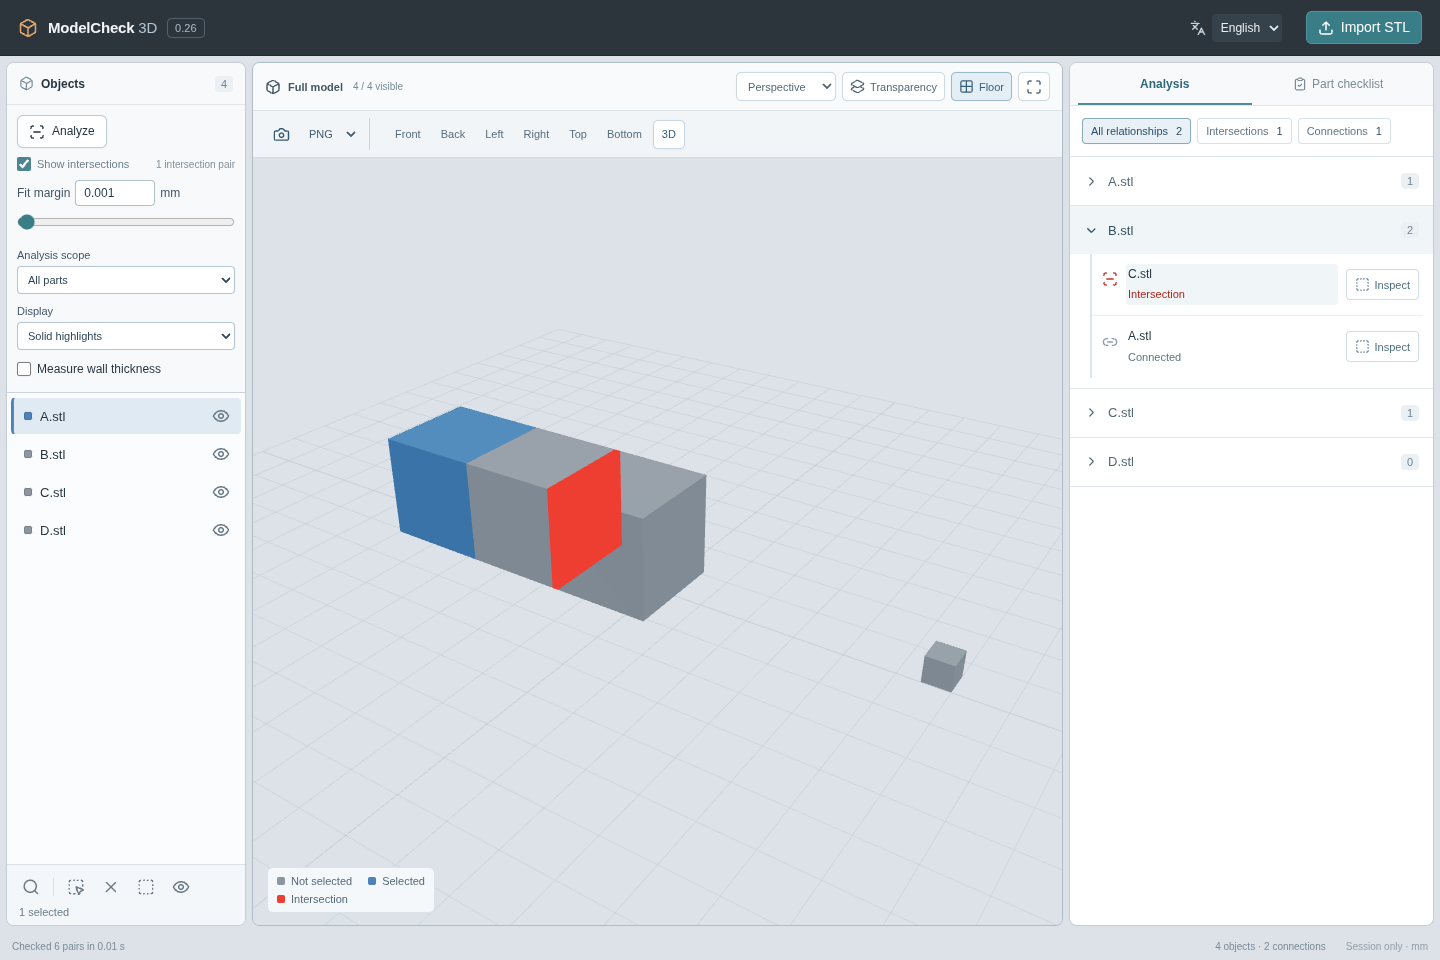 ModelCheck 3D 0.26
English
Import STL
Objects 4
Analyze
Show intersections 1 intersection pair
Fit margin 0.001 mm
Analysis scope
All parts
Display
Solid highlights
Measure wall thickness
A.stl
B.stl
C.stl
D.stl
1 selected
Full model 4 / 4 visible
Perspective
Transparency
Floor
PNG
Front
Back
Left
Right
Top
Bottom
3D
Not selected
Selected
Intersection
Analysis
Part checklist
All relationships 2
Intersections 1
Connections 1
A.stl 1
B.stl 2
C.stl
Intersection
Inspect
A.stl
Connected
Inspect
C.stl 1
D.stl 0
Checked 6 pairs in 0.01 s
4 objects · 2 connections
Session only · mm